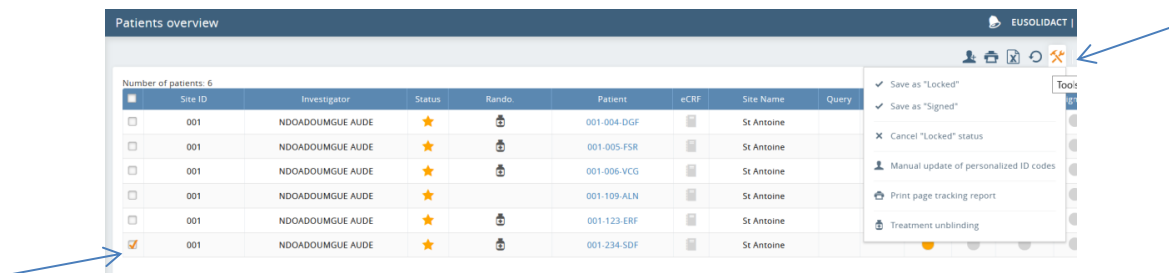 Patients overview EUSOLIDACT |
Number of patients: 6
Site ID Investigator Status Rando. Patient eCRF Site Name Query
001 NDOADOUMGUE AUDE 001-004-DGF St Antoine
001 NDOADOUMGUE AUDE 001-005-FSR St Antoine
001 NDOADOUMGUE AUDE 001-006-VCG St Antoine
001 NDOADOUMGUE AUDE 001-109-ALN St Antoine
001 NDOADOUMGUE AUDE 001-123-ERF St Antoine
001 NDOADOUMGUE AUDE 001-234-SDF St Antoine
Save as "Locked"
Tools
Save as "Signed"
Cancel "Locked" status
Manual update of personalized ID codes
Print page tracking report
Treatment unblinding